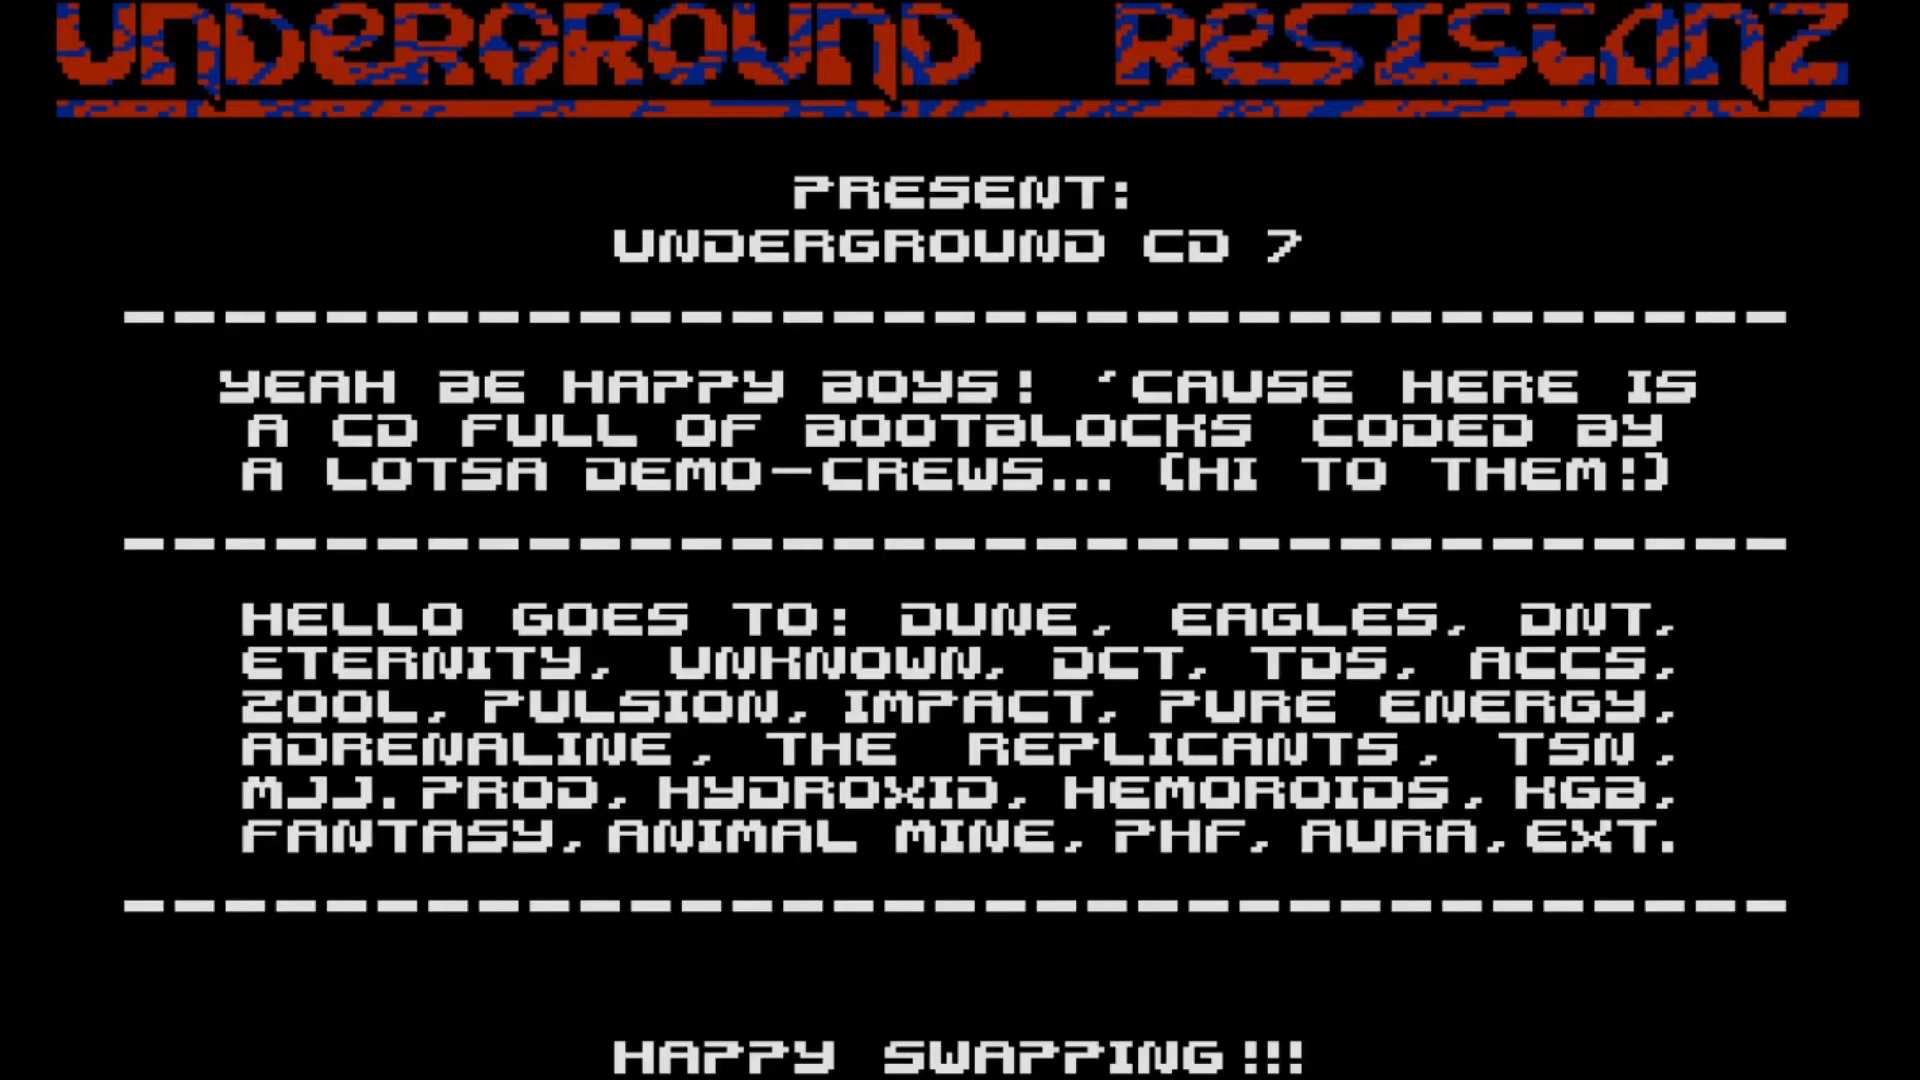 UNDERGROUND RESISTANZ
PRESENT:
UNDERGROUND CD 7
---------------------------------
YEAH BE HAPPY BOYS! 'CAUSE HERE IS
A CD FULL OF BOOTBLOCKS CODED BY
A LOTSA DEMO-CREWS... (HI TO THEM!)
---------------------------------
HELLO GOES TO: DUNE, EAGLES, DNT,
ETERNITY, UNKNOWN, DCT, TDS, ACCS,
ZOOL, PULSION, IMPACT, PURE ENERGY,
ADRENALINE, THE REPLICANTS, TSN,
MJJ.PROD, HYDROXID, HEMOROIDS, KGB,
FANTASY, ANIMAL MINE, PHF, AURA, EXT.
---------------------------------
HAPPY SWAPPING!!!